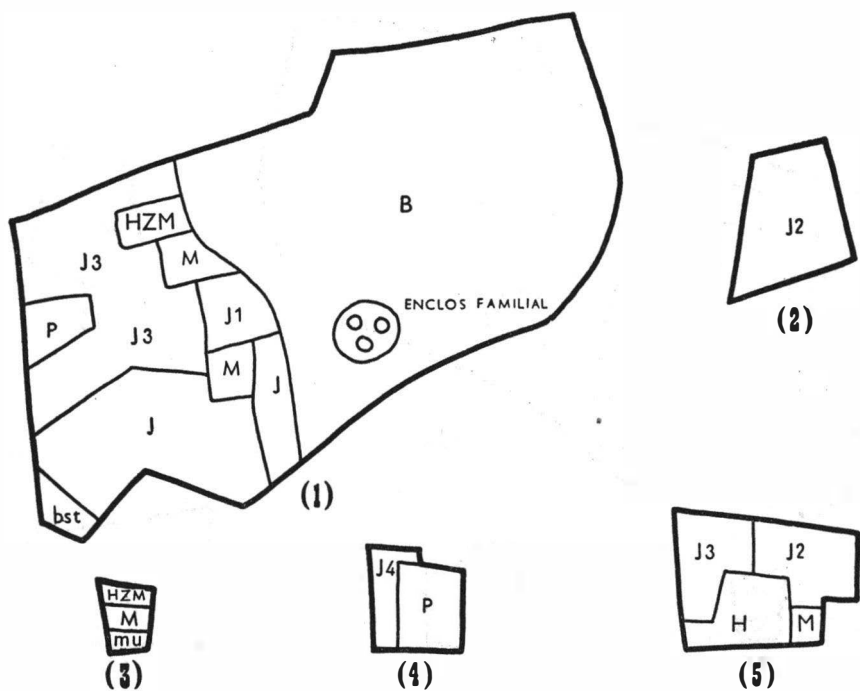 B
HZM
M
J3
J2
ENCLOS FAMILIAL
P
J1
J3
(2)
M
J
J
(1)
bst
J3
J2
J4
HZM
P
M
H
M
mu
(3)
(4)
(5)